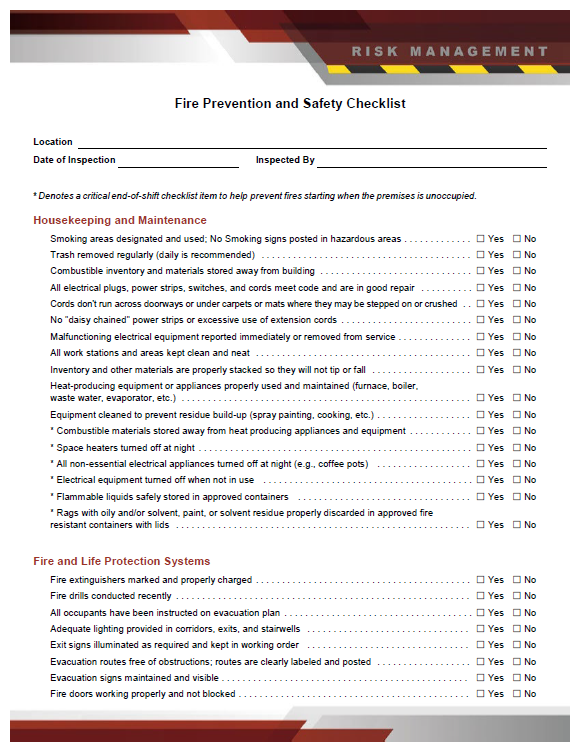 RISK MANAGEMENT
Fire Prevention and Safety Checklist
Location
Date of Inspection Inspected By
* Denotes a critical end-of-shift checklist item to help prevent fires starting when the premises is unoccupied.
Housekeeping and Maintenance
Smoking areas designated and used; No Smoking signs posted in hazardous areas . . . . . . . . . . . . . ☐ Yes ☐ No
Trash removed regularly (daily is recommended) . . . . . . . . . . . . . ☐ Yes ☐ No
Combustible inventory and materials stored away from building . . . . . . . . . . . . . ☐ Yes ☐ No
All electrical plugs, power strips, switches, and cords meet code and are in good repair . . . . . . . . . . ☐ Yes ☐ No
Cords don't run across doorways or under carpets or mats where they may be stepped on or crushed . . ☐ Yes ☐ No
No "daisy chained" power strips or excessive use of extension cords . . . . . . . . . . . . . ☐ Yes ☐ No
Malfunctioning electrical equipment reported immediately or removed from service . . . . . . . . . . . . . ☐ Yes ☐ No
All work stations and areas kept clean and neat . . . . . . . . . . . . . ☐ Yes ☐ No
Inventory and other materials are properly stacked so they will not tip or fall . . . . . . . . . . . . . ☐ Yes ☐ No
Heat-producing equipment or appliances properly used and maintained (furnace, boiler,
waste water, evaporator, etc.) . . . . . . . . . . . . . ☐ Yes ☐ No
Equipment cleaned to prevent residue build-up (spray painting, cooking, etc.) . . . . . . . . . . . . . ☐ Yes ☐ No
* Combustible materials stored away from heat producing appliances and equipment . . . . . . . . . . . . ☐ Yes ☐ No
* Space heaters turned off at night . . . . . . . . . . . . . ☐ Yes ☐ No
* All non-essential electrical appliances turned off at night (e.g., coffee pots) . . . . . . . . . . . . . ☐ Yes ☐ No
* Electrical equipment turned off when not in use . . . . . . . . . . . . . ☐ Yes ☐ No
* Flammable liquids safely stored in approved containers . . . . . . . . . . . . . ☐ Yes ☐ No
* Rags with oil and/or solvent, paint, or solvent residue properly discarded in approved fire
resistant containers with lids . . . . . . . . . . . . . ☐ Yes ☐ No
Fire and Life Protection Systems
Fire extinguishers marked and properly charged . . . . . . . . . . . . . ☐ Yes ☐ No
Fire drills conducted recently . . . . . . . . . . . . . ☐ Yes ☐ No
All occupants have been instructed on evacuation plan . . . . . . . . . . . . . ☐ Yes ☐ No
Adequate lighting provided in corridors, exits, and stairwells . . . . . . . . . . . . . ☐ Yes ☐ No
Exit signs illuminated as required and kept in working order . . . . . . . . . . . . . ☐ Yes ☐ No
Evacuation routes free of obstructions; routes are clearly labeled and posted . . . . . . . . . . . . . ☐ Yes ☐ No
Evacuation signs maintained and visible . . . . . . . . . . . . . ☐ Yes ☐ No
Fire doors working properly and not blocked . . . . . . . . . . . . . ☐ Yes ☐ No